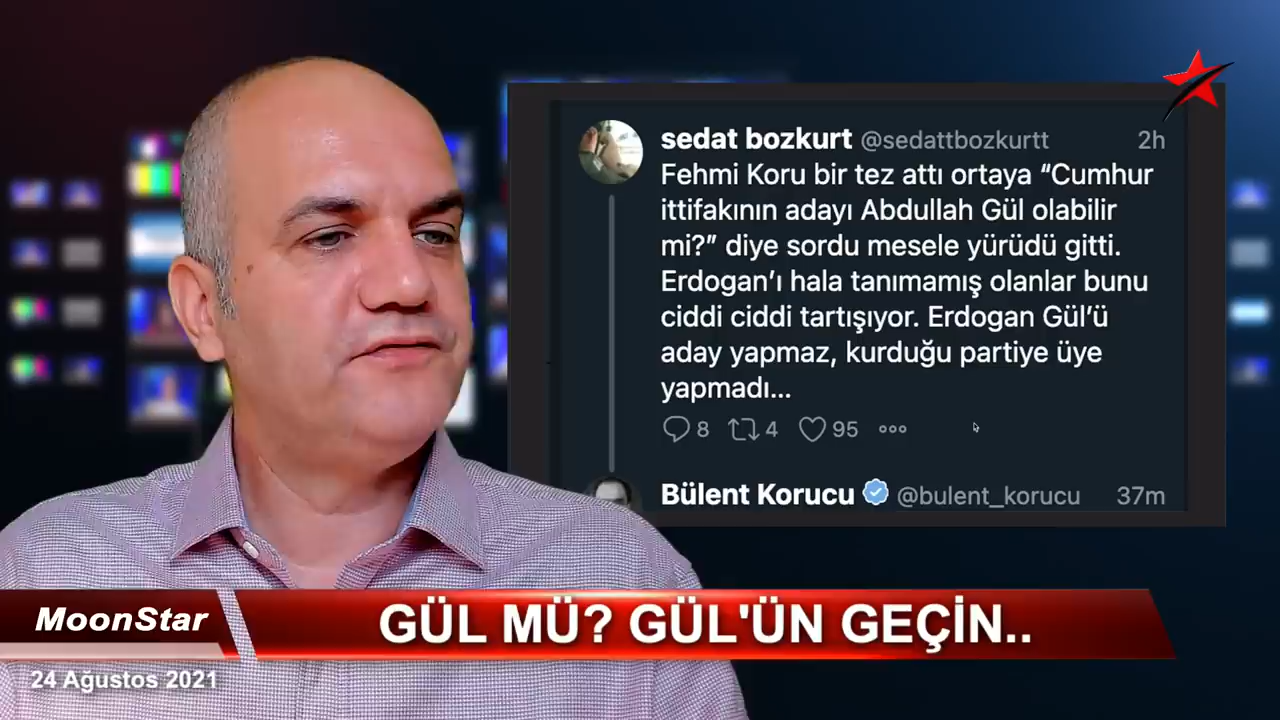 sedat bozkurt @sedattbozkurtt 2h
Fehmi Koru bir tez attı ortaya “Cumhur
ittifakının adayı Abdullah Gül olabilir
mi?” diye sordu mesele yürüdü gitti.
Erdogan’ı hala tanımamış olanlar bunu
ciddi ciddi tartışıyor. Erdogan Gül’ü
aday yapmaz, kurduğu partiye üye
yapmadı...
8 4 95
Bülent Korucu @bulent_korucu 37m
MoonStar
GÜL MÜ? GÜL'ÜN GEÇİN..
24 Ağustos 2021